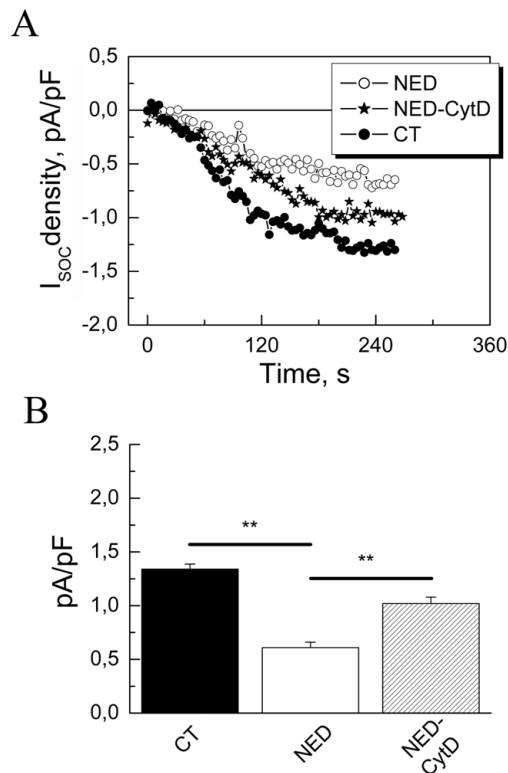 A
I_SOC density, pA/pF
0,5
0,0
-0,5
-1,0
-1,5
-2,0
NED
NED-CytD
CT
0
120
240
360
Time, s
B
pA/pF
2,5
2,0
1,5
1,0
0,5
0,0
**
**
CT
NED
NED-
CytD